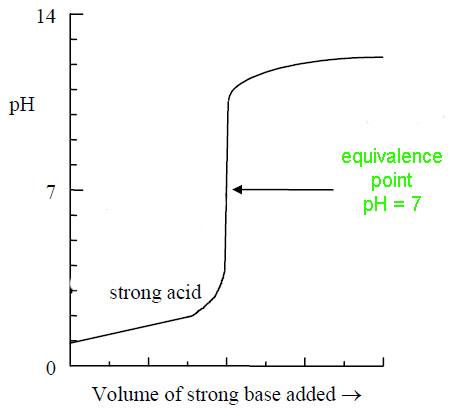 14
pH
equivalence
point
pH = 7
7
strong acid
0
Volume of strong base added →